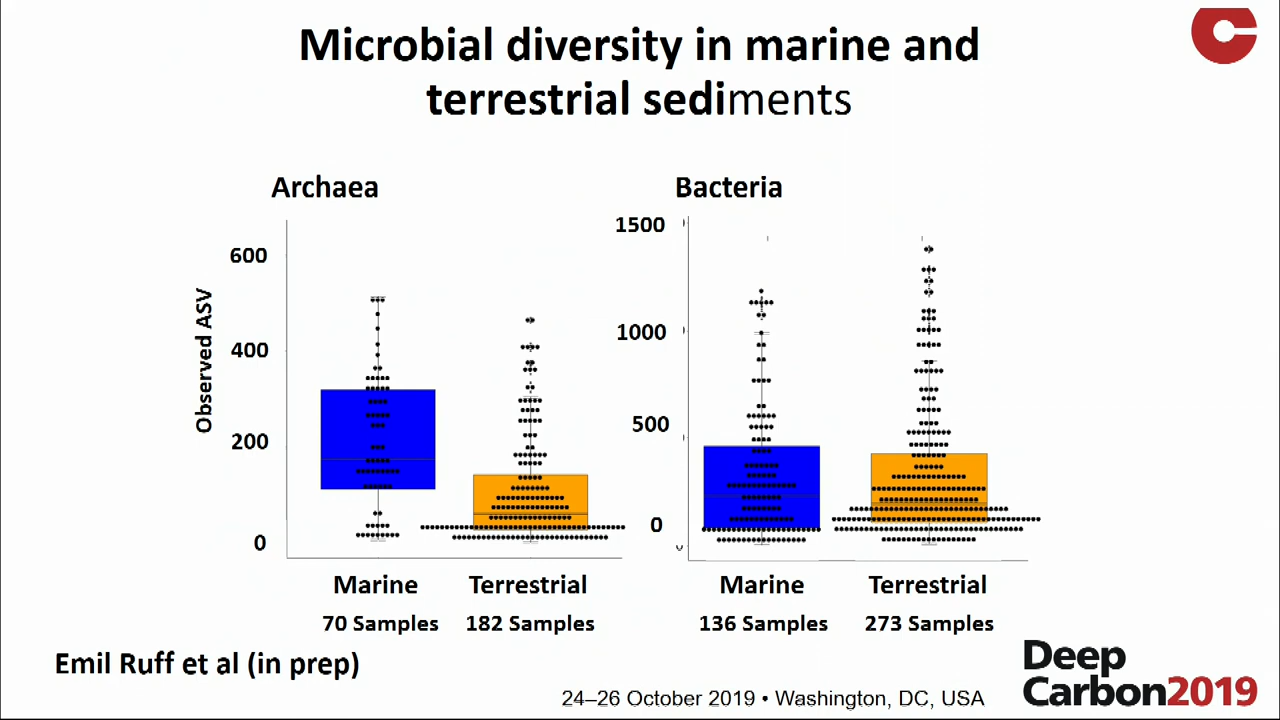 Microbial diversity in marine and
terrestrial sediments
Archaea
Observed ASV
600
400
200
0
Marine
Terrestrial
70 Samples
182 Samples
Bacteria
1500
1000
500
0
Marine
Terrestrial
136 Samples
273 Samples
Emil Ruff et al (in prep)
24–26 October 2019 • Washington, DC, USA
Deep
Carbon2019